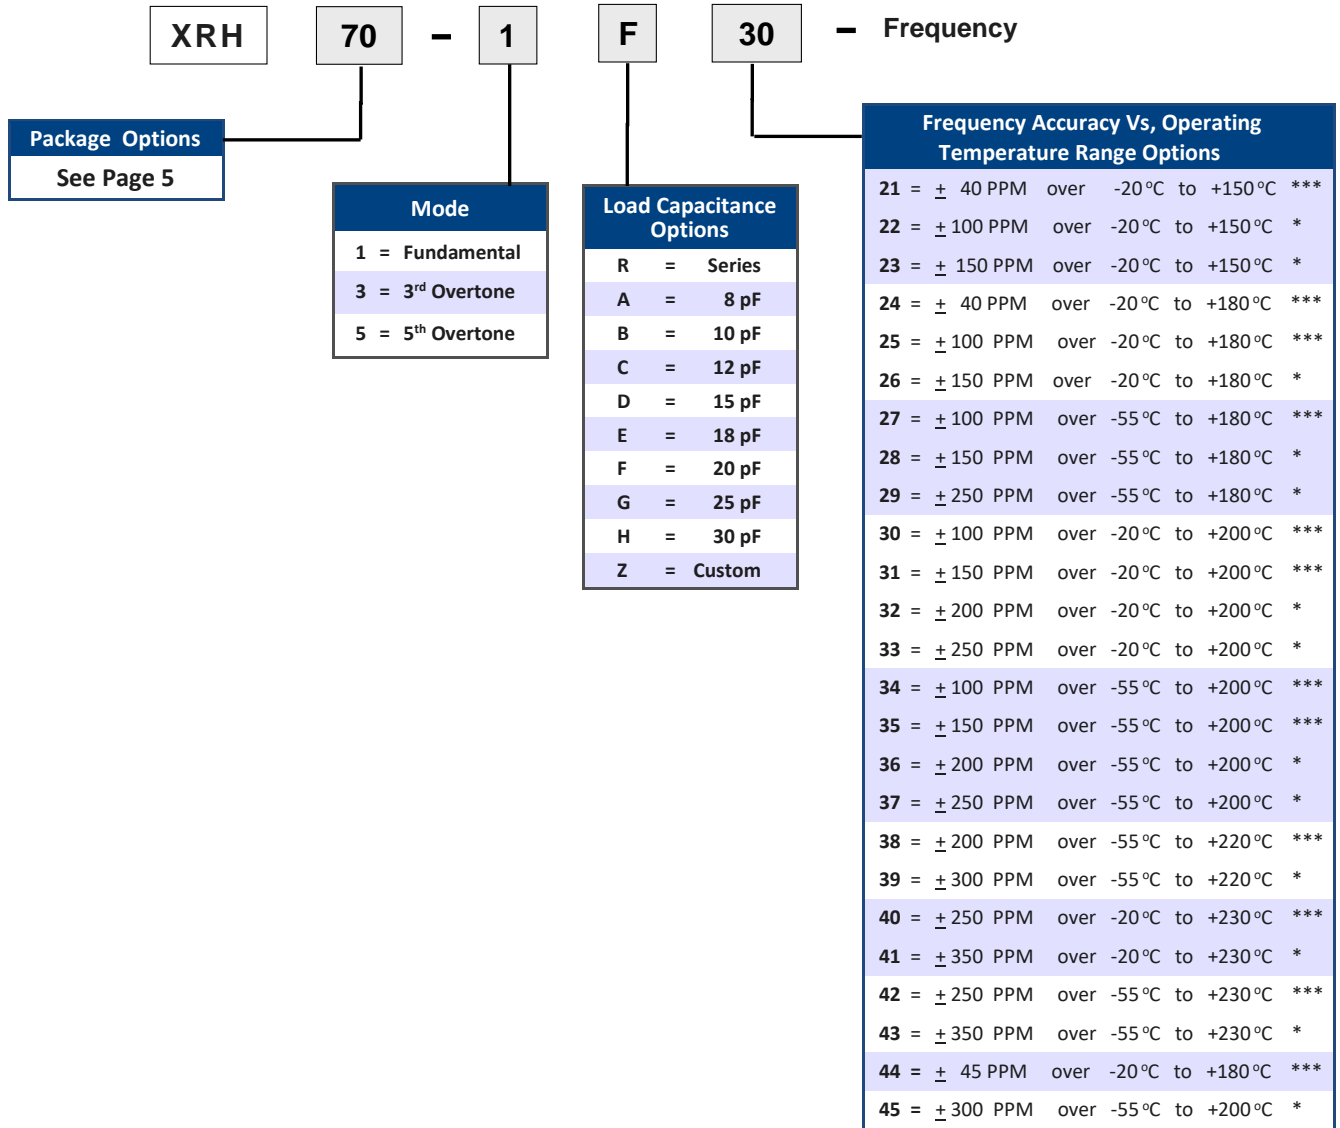 XRH 70 – 1 F 30 – Frequency
Package Options
See Page 5
Mode
1 = Fundamental
3 = 3rd Overtone
5 = 5th Overtone
Load Capacitance
Options
R = Series
A = 8 pF
B = 10 pF
C = 12 pF
D = 15 pF
E = 18 pF
F = 20 pF
G = 25 pF
H = 30 pF
Z = Custom
Frequency Accuracy Vs, Operating
Temperature Range Options
21 = ± 40 PPM over -20 °C to +150 °C ***
22 = ± 100 PPM over -20 °C to +150 °C *
23 = ± 150 PPM over -20 °C to +150 °C *
24 = ± 40 PPM over -20 °C to +180 °C ***
25 = ± 100 PPM over -20 °C to +180 °C ***
26 = ± 150 PPM over -20 °C to +180 °C *
27 = ± 100 PPM over -55 °C to +180 °C ***
28 = ± 150 PPM over -55 °C to +180 °C *
29 = ± 250 PPM over -55 °C to +180 °C *
30 = ± 100 PPM over -20 °C to +200 °C ***
31 = ± 150 PPM over -20 °C to +200 °C ***
32 = ± 200 PPM over -20 °C to +200 °C *
33 = ± 250 PPM over -20 °C to +200 °C *
34 = ± 100 PPM over -55 °C to +200 °C ***
35 = ± 150 PPM over -55 °C to +200 °C ***
36 = ± 200 PPM over -55 °C to +200 °C *
37 = ± 250 PPM over -55 °C to +200 °C *
38 = ± 200 PPM over -55 °C to +220 °C ***
39 = ± 300 PPM over -55 °C to +220 °C *
40 = ± 250 PPM over -20 °C to +230 °C ***
41 = ± 350 PPM over -20 °C to +230 °C *
42 = ± 250 PPM over -55 °C to +230 °C ***
43 = ± 350 PPM over -55 °C to +230 °C *
44 = ± 45 PPM over -20 °C to +180 °C ***
45 = ± 300 PPM over -55 °C to +200 °C *